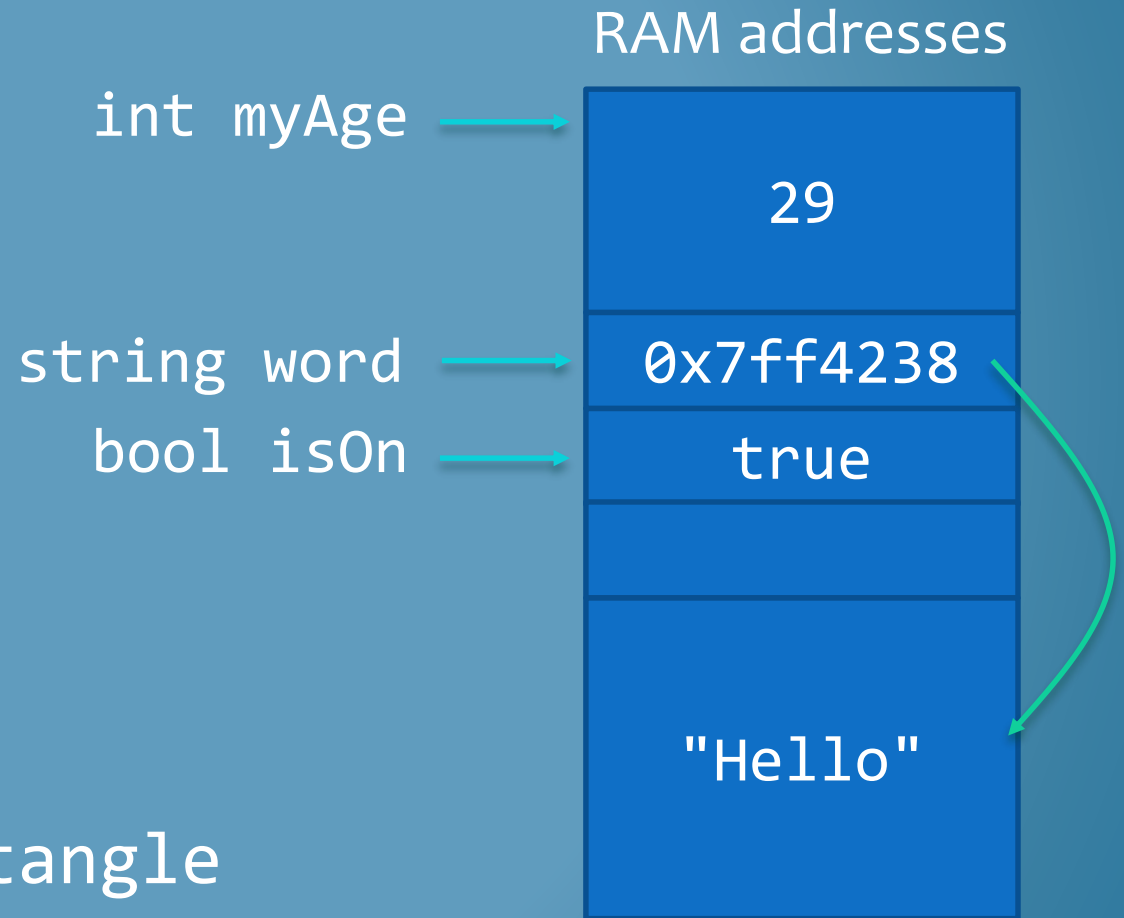 RAM addresses
int myAge
29
string word
0x7ff4238
bool isOn
true
"Hello"
tangle